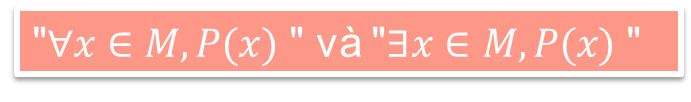 "∀𝑥 ∈ 𝑀, 𝑃(𝑥) " và "∃𝑥 ∈ 𝑀, 𝑃(𝑥) "